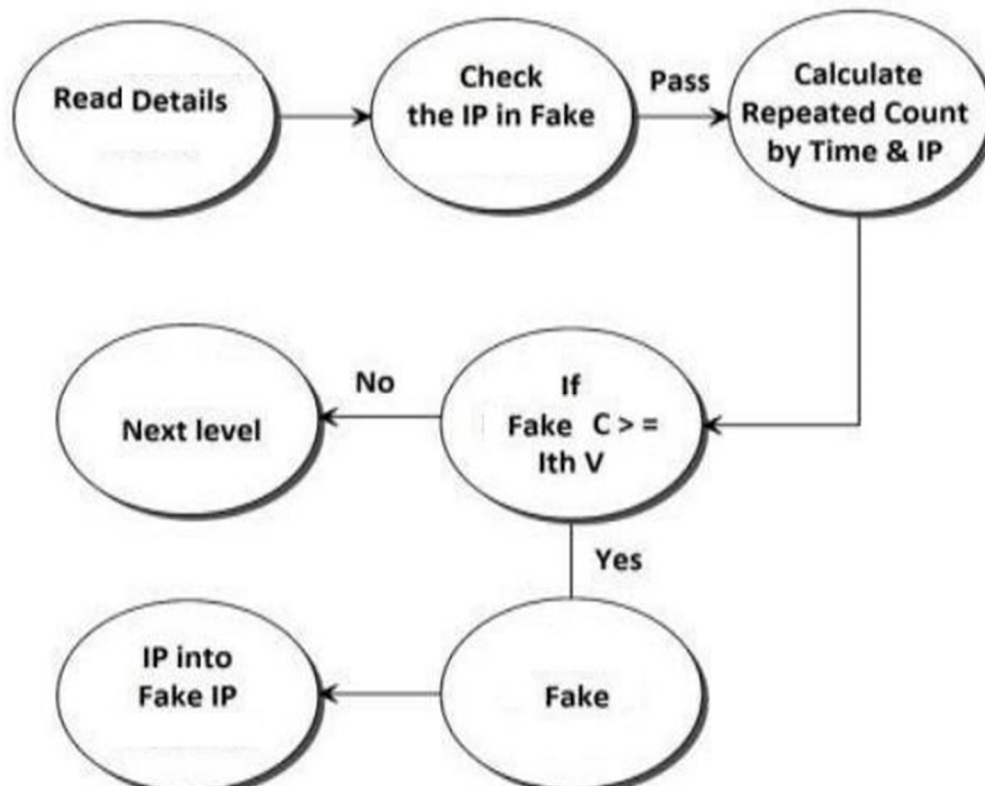 Read Details
Check
the IP in Fake
Pass
Calculate
Repeated Count
by Time & IP
If
Fake C > =
Ith V
No
Next level
Yes
Fake
IP into
Fake IP